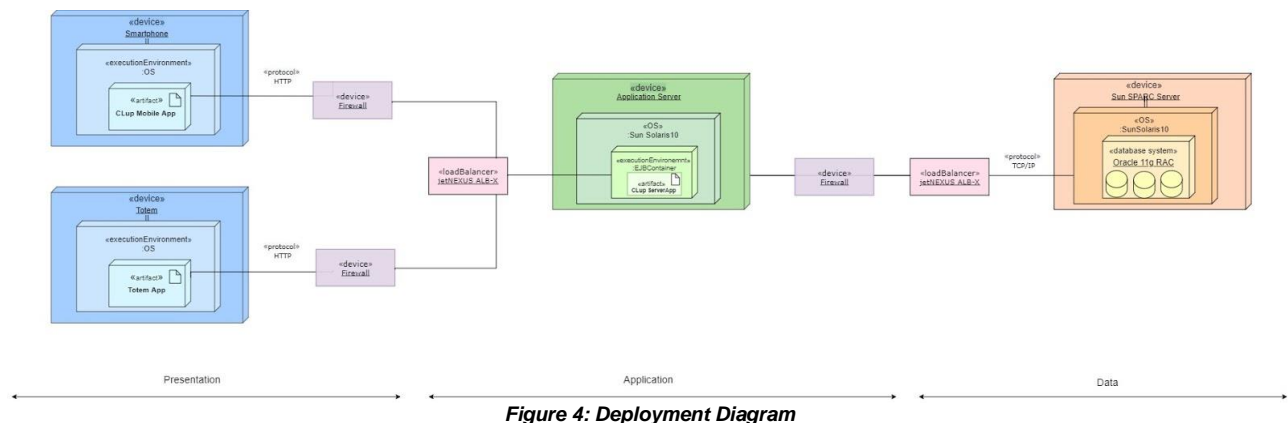 «device»
Smartphone
«executionEnvironment»
:OS
«artifact»
CLup Mobile App
«protocol»
HTTP
«device»
Firewall
«device»
Totem
«executionEnvironment»
:OS
«artifact»
Totem App
«protocol»
HTTP
«device»
Firewall
«loadBalancer»
jetNEXUS ALB-X
«device»
Application Server
«OS»
:Sun Solaris10
«executionEnvironemnt»
:EJBContainer
«artifact»
CLup ServerApp
«device»
Firewall
«loadBalancer»
jetNEXUS ALB-X
«protocol»
TCP/IP
«device»
Sun SPARC Server
«OS»
:SunSolaris10
«database system»
Oracle 11g RAC
Presentation
Application
Data
Figure 4: Deployment Diagram